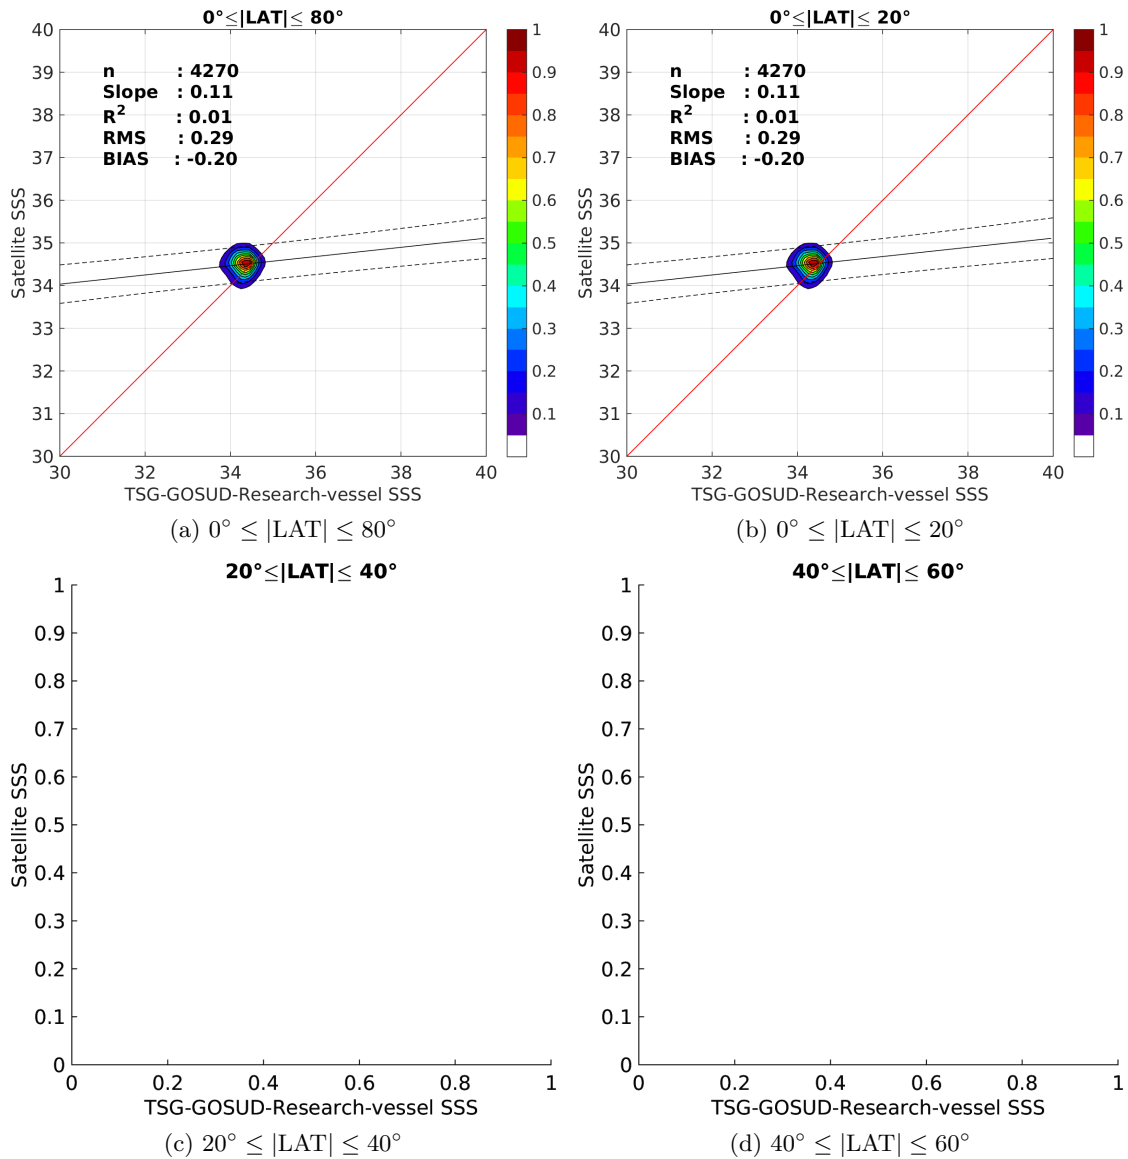 0°≤|LAT|≤ 80°
40
39
38
37
36
35
34
33
32
31
30
n : 4270
Slope : 0.11
R² : 0.01
RMS : 0.29
BIAS : -0.20
Satellite SSS
30 32 34 36 38 40
TSG-GOSUD-Research-vessel SSS
1
0.9
0.8
0.7
0.6
0.5
0.4
0.3
0.2
0.1
(a) 0° ≤ |LAT| ≤ 80°
0°≤|LAT|≤ 20°
40
39
38
37
36
35
34
33
32
31
30
n : 4270
Slope : 0.11
R² : 0.01
RMS : 0.29
BIAS : -0.20
Satellite SSS
30 32 34 36 38 40
TSG-GOSUD-Research-vessel SSS
1
0.9
0.8
0.7
0.6
0.5
0.4
0.3
0.2
0.1
(b) 0° ≤ |LAT| ≤ 20°
20°≤|LAT|≤ 40°
1
0.9
0.8
0.7
0.6
0.5
0.4
0.3
0.2
0.1
0
Satellite SSS
0 0.2 0.4 0.6 0.8 1
TSG-GOSUD-Research-vessel SSS
(c) 20° ≤ |LAT| ≤ 40°
40°≤|LAT|≤ 60°
1
0.9
0.8
0.7
0.6
0.5
0.4
0.3
0.2
0.1
0
Satellite SSS
0 0.2 0.4 0.6 0.8 1
TSG-GOSUD-Research-vessel SSS
(d) 40° ≤ |LAT| ≤ 60°